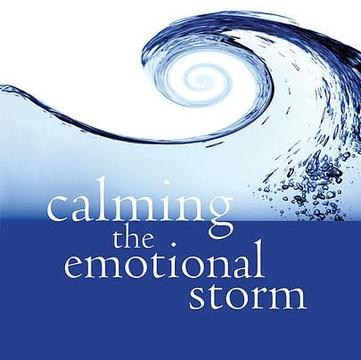 calming
the
emotional
storm